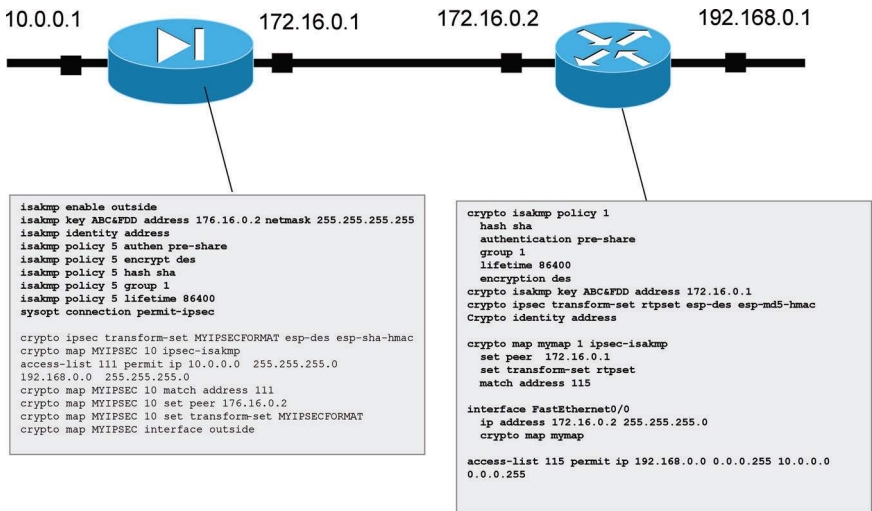 10.0.0.1
172.16.0.1
172.16.0.2
192.168.0.1
isakmp enable outside
isakmp key ABC&FDD address 176.16.0.2 netmask 255.255.255.255
isakmp identity address
isakmp policy 5 authen pre-share
isakmp policy 5 encrypt des
isakmp policy 5 hash sha
isakmp policy 5 group 1
isakmp policy 5 lifetime 86400
sysopt connection permit-ipsec
crypto ipsec transform-set MYIPSECFORMAT esp-des esp-sha-hmac
crypto map MYIPSEC 10 ipsec-isakmp
access-list 111 permit ip 10.0.0.0 255.255.255.0
192.168.0.0 255.255.255.0
crypto map MYIPSEC 10 match address 111
crypto map MYIPSEC 10 set peer 176.16.0.2
crypto map MYIPSEC 10 set transform-set MYIPSECFORMAT
crypto map MYIPSEC interface outside
crypto isakmp policy 1
hash sha
authentication pre-share
group 1
lifetime 86400
encryption des
crypto isakmp key ABC&FDD address 172.16.0.1
crypto ipsec transform-set rtpset esp-des esp-md5-hmac
Crypto identity address
crypto map mymap 1 ipsec-isakmp
set peer 172.16.0.1
set transform-set rtpset
match address 115
interface FastEthernet0/0
ip address 172.16.0.2 255.255.255.0
crypto map mymap
access-list 115 permit ip 192.168.0.0 0.0.0.255 10.0.0.0
0.0.0.255